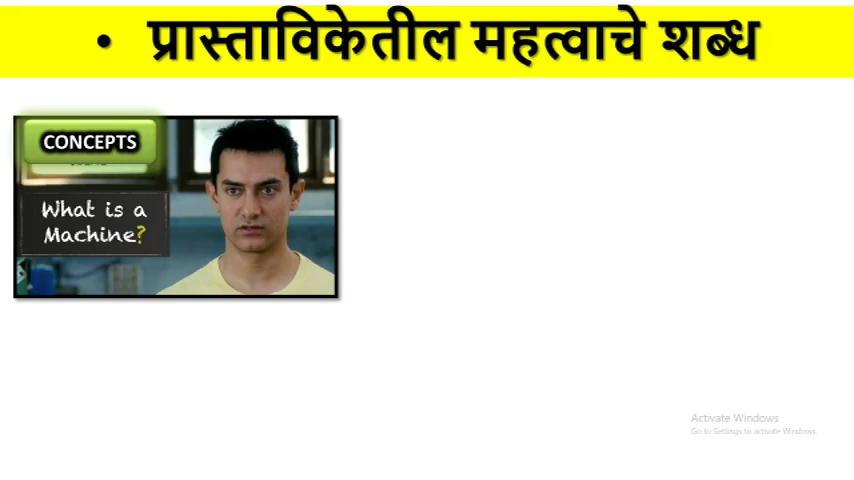 • प्रास्ताविकेतील महत्वाचे शब्ध
CONCEPTS
What is a
Machine?
Activate Windows
Go to Settings to activate Windows.